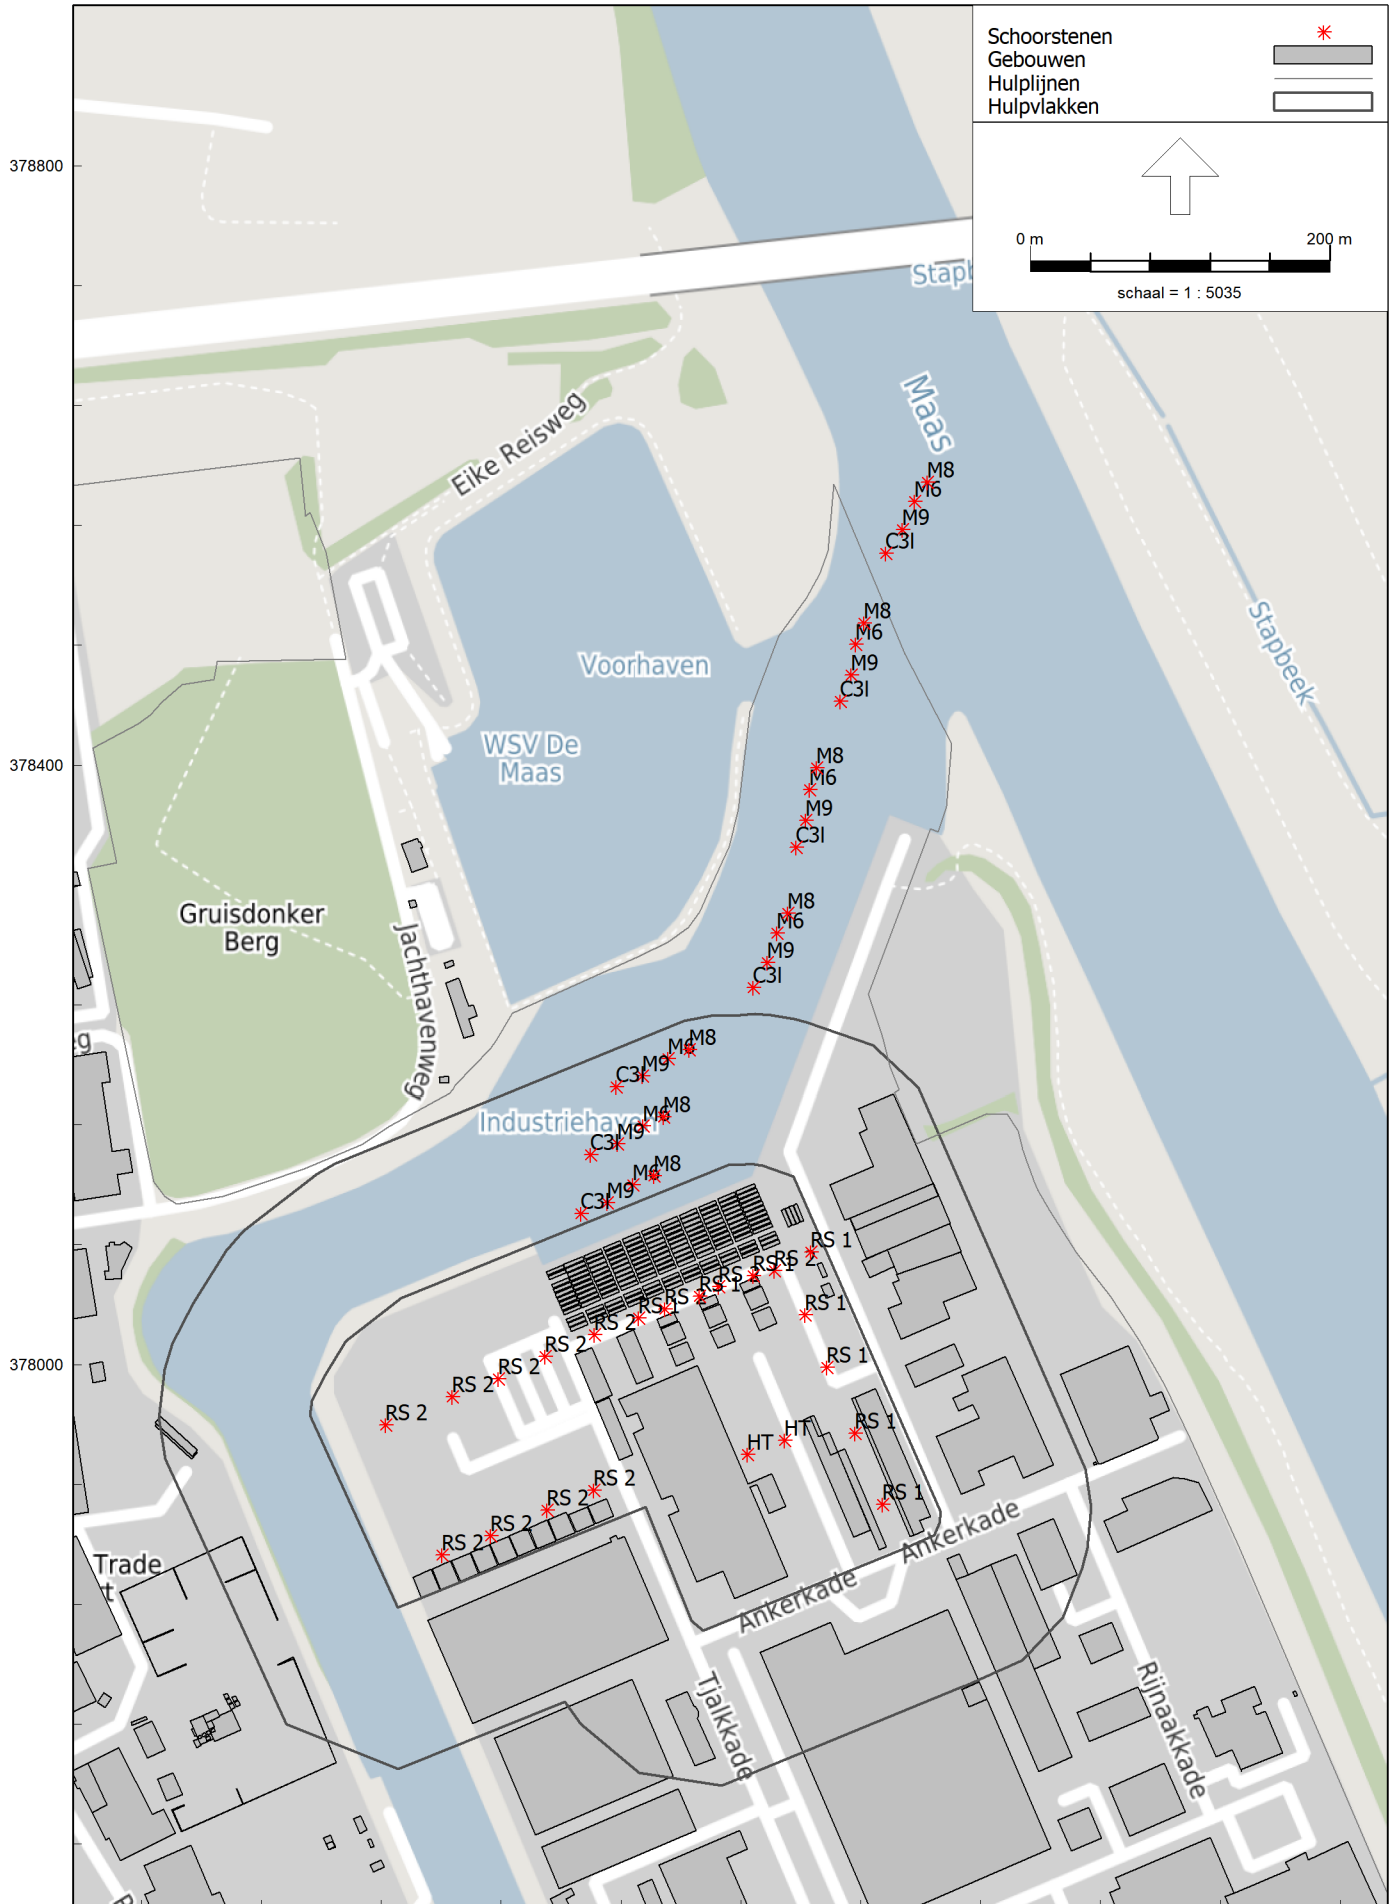 Schoorstenen
Gebouwen
Hulplijnen
Hulpvlakken
378800
0 m 200 m
schaal = 1 : 5035
Maas
M8
M6
M9
C3I
Eike Reisweg
Stapbeek
M8
M6
M9
C3I
Voorhaven
WSV De
Maas
378400
M8
M6
M9
C3I
Gruisdonker
Berg
Jachthavenweg
M8
M6
M9
C3I
M8
M6
M9
C3I
Industriehaven
M8
M6
M9
C3I
M8
M6
M9
C3I
RS 1
RS 2
RS 1
RS 2
RS 1
RS 2
RS 1
RS 2
RS 2
RS 2
RS 2
RS 2
RS 1
RS 1
378000
RS 1
HT
HT
RS 1
RS 2
RS 2
RS 2
RS 2
Ankerkade
Ankerkade
Trade
Tjalkkade
Rijnaakkade